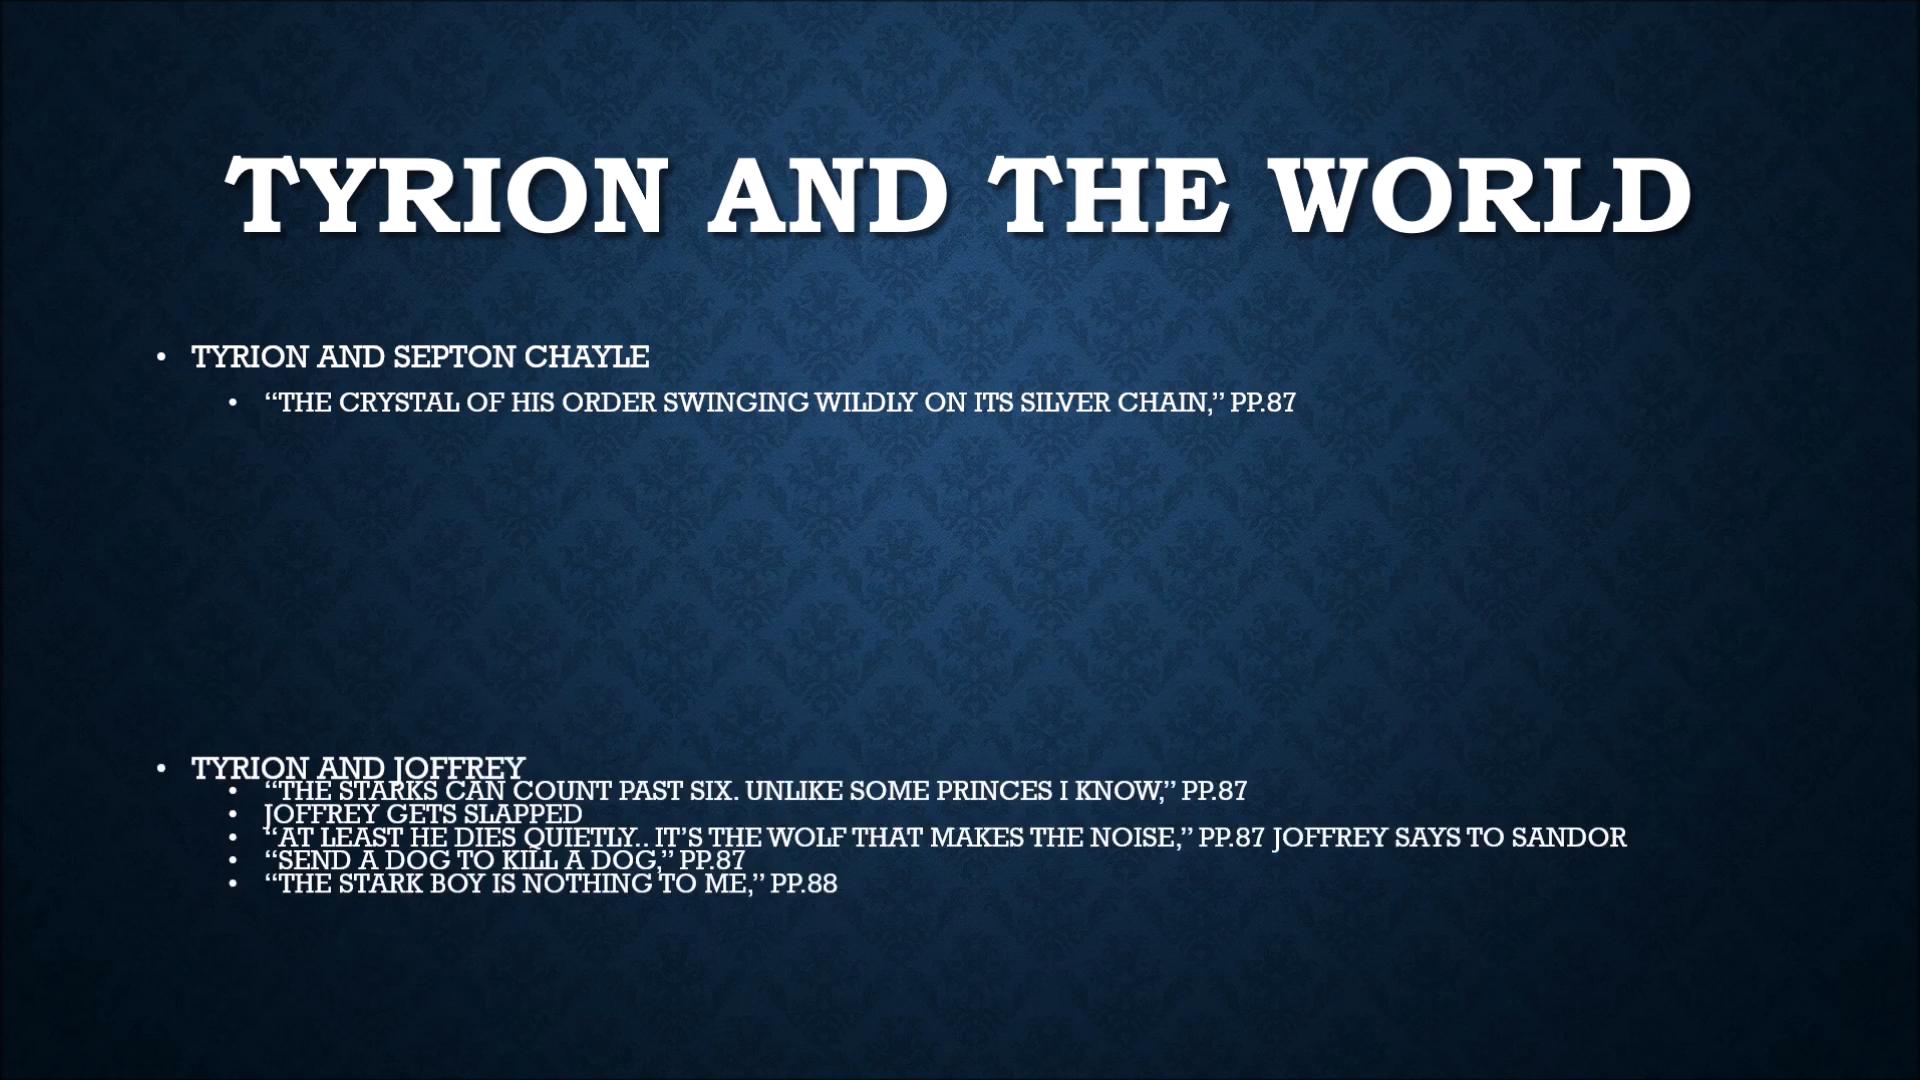 TYRION AND THE WORLD
• TYRION AND SEPTON CHAYLE
• “THE CRYSTAL OF HIS ORDER SWINGING WILDLY ON ITS SILVER CHAIN,” PP.87
• TYRION AND JOFFREY
• “THE STARKS CAN COUNT PAST SIX. UNLIKE SOME PRINCES I KNOW,” PP.87
• JOFFREY GETS SLAPPED
• “AT LEAST HE DIES QUIETLY.. IT’S THE WOLF THAT MAKES THE NOISE,” PP.87 JOFFREY SAYS TO SANDOR
• “SEND A DOG TO KILL A DOG,” PP.87
• “THE STARK BOY IS NOTHING TO ME,” PP.88